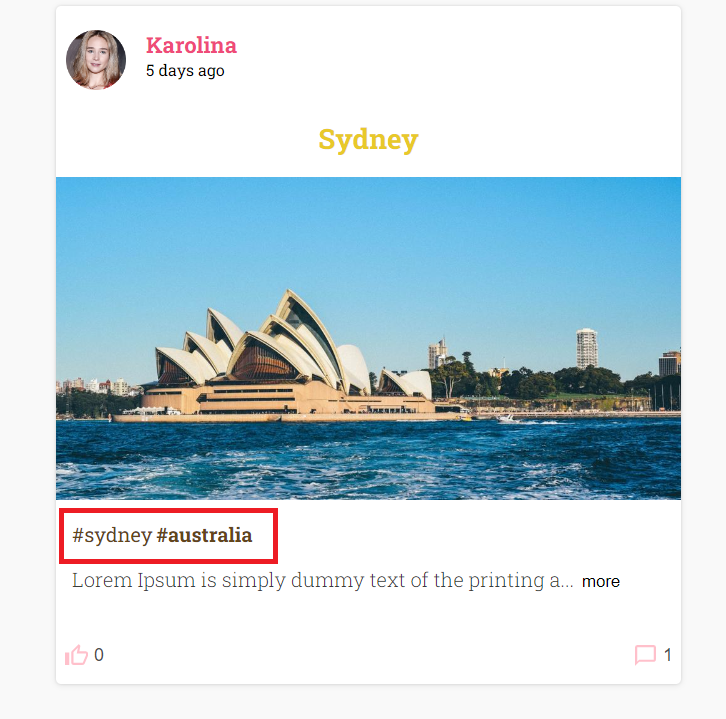 Karolina
5 days ago
Sydney
#sydney #australia
Lorem Ipsum is simply dummy text of the printing a... more
0 1